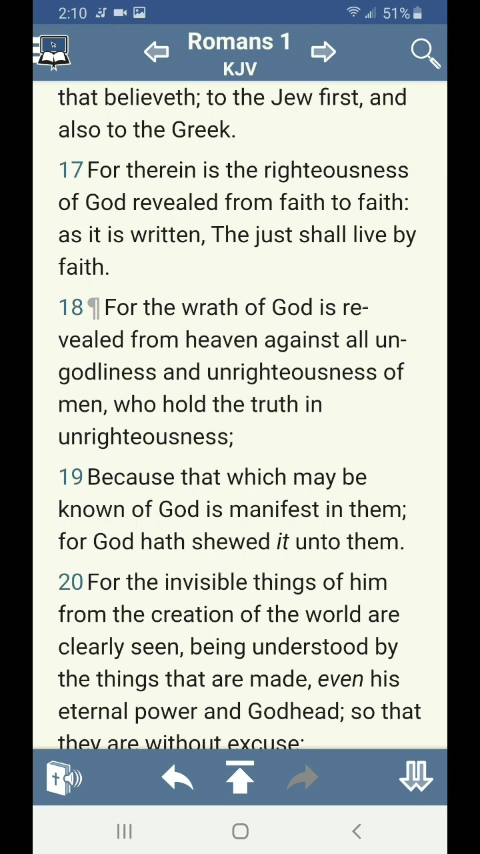 2:10 51%
Romans 1
KJV
that believeth; to the Jew first, and
also to the Greek.
17 For therein is the righteousness
of God revealed from faith to faith:
as it is written, The just shall live by
faith.
18 ¶ For the wrath of God is re-
vealed from heaven against all un-
godliness and unrighteousness of
men, who hold the truth in
unrighteousness;
19 Because that which may be
known of God is manifest in them;
for God hath shewed it unto them.
20 For the invisible things of him
from the creation of the world are
clearly seen, being understood by
the things that are made, even his
eternal power and Godhead; so that
they are without excuse: